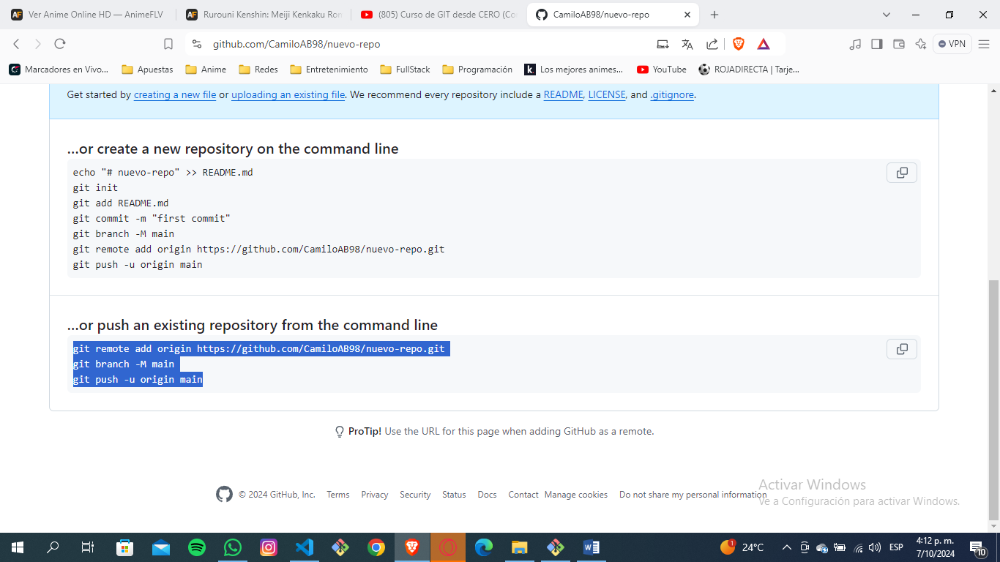 Ver Anime Online HD — AnimeFLV
Rurouni Kenshin: Meiji Kenkaku Ron
(805) Curso de GIT desde CERO (Co
CamiloAB98/nuevo-repo
github.com/CamiloAB98/nuevo-repo
VPN
Marcadores en Vivo...
Apuestas
Anime
Redes
Entretenimiento
FullStack
Programación
Los mejores animes...
YouTube
ROJADIRECTA | Tarje...
Get started by creating a new file or uploading an existing file. We recommend every repository include a README, LICENSE, and .gitignore.
…or create a new repository on the command line
echo "# nuevo-repo" >> README.md
git init
git add README.md
git commit -m "first commit"
git branch -M main
git remote add origin https://github.com/CamiloAB98/nuevo-repo.git
git push -u origin main
…or push an existing repository from the command line
git remote add origin https://github.com/CamiloAB98/nuevo-repo.git
git branch -M main
git push -u origin main
ProTip! Use the URL for this page when adding GitHub as a remote.
© 2024 GitHub, Inc. Terms Privacy Security Status Docs Contact Manage cookies Do not share my personal information
Activar Windows
Ve a Configuración para activar Windows.
1
24°C
ESP
4:12 p. m.
7/10/2024
10